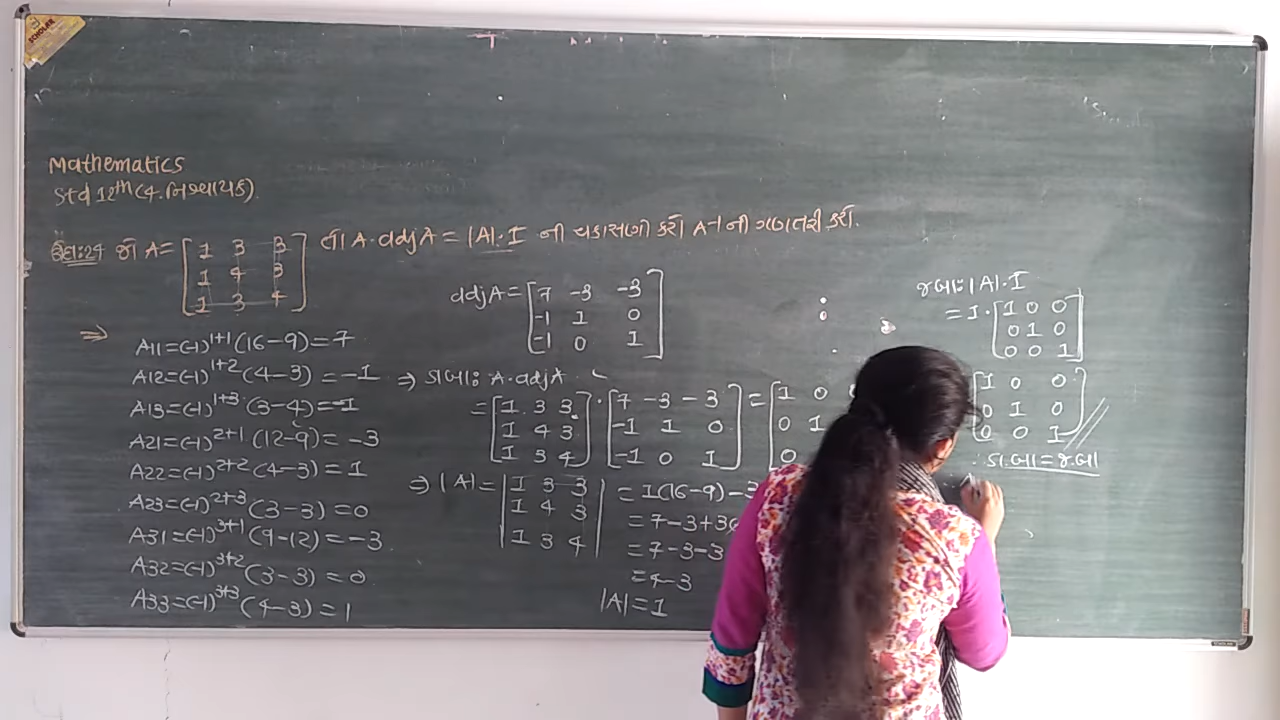 SCHOLAR
Mathematics
Std 12th (4. નિશ્ચાયક).
ઉદા:24 જો A = [1 3 3
1 4 3
1 3 4] તો A·adjA = |A|·I ની ચકાસણી કરો A-1 ની ગણતરી કરો.
⇒
A11 = (-1)^1+1 (16-9) = 7
A12 = (-1)^1+2 (4-3) = -1
A13 = (-1)^1+3 (3-4) = -1
A21 = (-1)^2+1 (12-9) = -3
A22 = (-1)^2+2 (4-3) = 1
A23 = (-1)^2+3 (3-3) = 0
A31 = (-1)^3+1 (9-12) = -3
A32 = (-1)^3+2 (3-3) = 0
A33 = (-1)^3+3 (4-3) = 1
adjA = [7 -3 -3
-1 1 0
-1 0 1]
⇒ ડાબા: A·adjA
= [1 3 3 · [7 -3 -3 = [1 0
1 4 3 -1 1 0 0 1
1 3 4] -1 0 1] 0
⇒ |A| = |1 3 3
1 4 3
1 3 4| = 1(16-9) -3
= 7-3+3(
= 7-3-3
= 4-3
|A| = 1
જબા: |A|·I
= 1·[1 0 0
0 1 0
0 0 1]
[1 0 0
0 1 0
0 0 1]
∴ ડા.બા = જ.બા